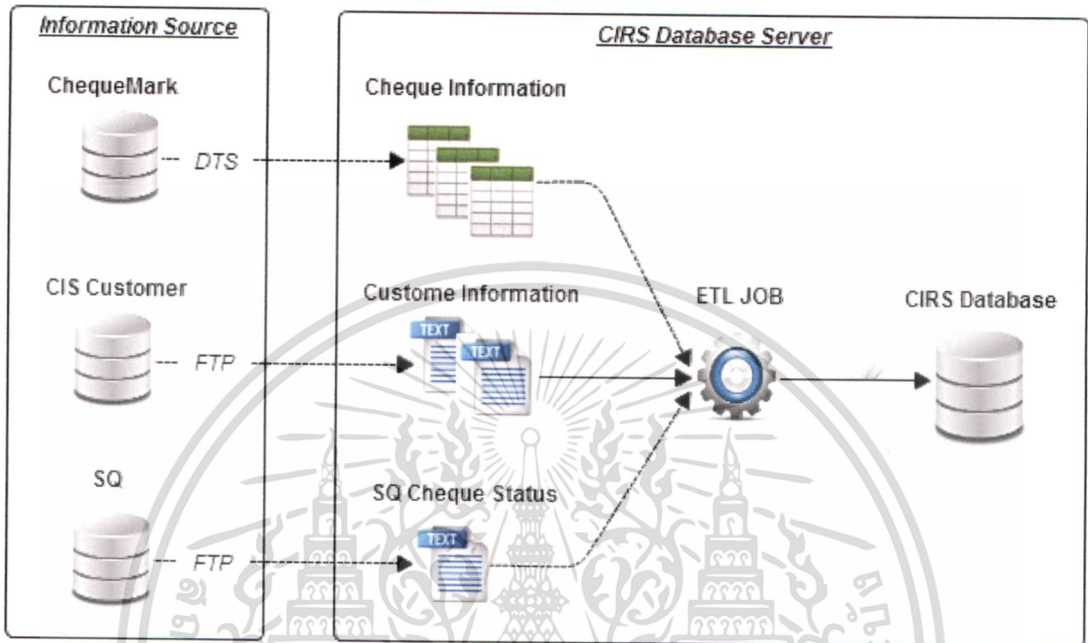 Information Source
CIRS Database Server
ChequeMark
Cheque Information
DTS
CIS Customer
Custome Information
ETL JOB
CIRS Database
TEXT
TEXT
FTP
SQ
SQ Cheque Status
TEXT
FTP